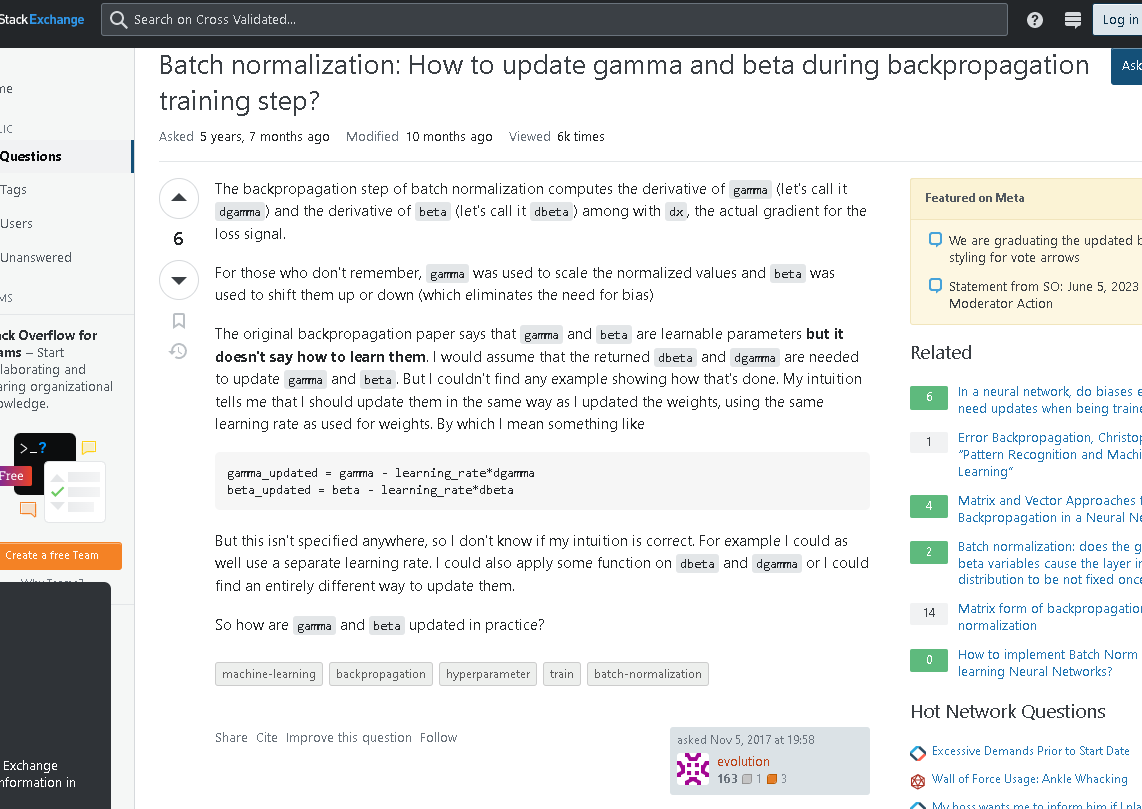 StackExchange
Search on Cross Validated...
Log in
Batch normalization: How to update gamma and beta during backpropagation
training step?
Ask
Asked 5 years, 7 months ago Modified 10 months ago Viewed 6k times
me
LIC
Questions
Tags
Users
Unanswered
MS
ck Overflow for
ams – Start
llaborating and
aring organizational
owledge.
>_?
Free
Create a free Team
Why Teams?
Exchange
nformation in
6
The backpropagation step of batch normalization computes the derivative of gamma (let's call it
dgamma) and the derivative of beta (let's call it dbeta) among with dx, the actual gradient for the
loss signal.
For those who don't remember, gamma was used to scale the normalized values and beta was
used to shift them up or down (which eliminates the need for bias)
The original backpropagation paper says that gamma and beta are learnable parameters but it
doesn't say how to learn them. I would assume that the returned dbeta and dgamma are needed
to update gamma and beta. But I couldn't find any example showing how that's done. My intuition
tells me that I should update them in the same way as I updated the weights, using the same
learning rate as used for weights. By which I mean something like
gamma_updated = gamma - learning_rate*dgamma
beta_updated = beta - learning_rate*dbeta
But this isn't specified anywhere, so I don't know if my intuition is correct. For example I could as
well use a separate learning rate. I could also apply some function on dbeta and dgamma or I could
find an entirely different way to update them.
So how are gamma and beta updated in practice?
machine-learning backpropagation hyperparameter train batch-normalization
Share Cite Improve this question Follow
asked Nov 5, 2017 at 19:58
evolution
163 1 3
Featured on Meta
We are graduating the updated b
styling for vote arrows
Statement from SO: June 5, 2023
Moderator Action
Related
6 In a neural network, do biases e
need updates when being traine
1 Error Backpropagation, Christop
"Pattern Recognition and Machi
Learning"
4 Matrix and Vector Approaches t
Backpropagation in a Neural Ne
2 Batch normalization: does the g
beta variables cause the layer in
distribution to be not fixed once
14 Matrix form of backpropagatio
normalization
0 How to implement Batch Norm
learning Neural Networks?
Hot Network Questions
Excessive Demands Prior to Start Date
Wall of Force Usage: Ankle Whacking
My boss wants me to inform him if I pla